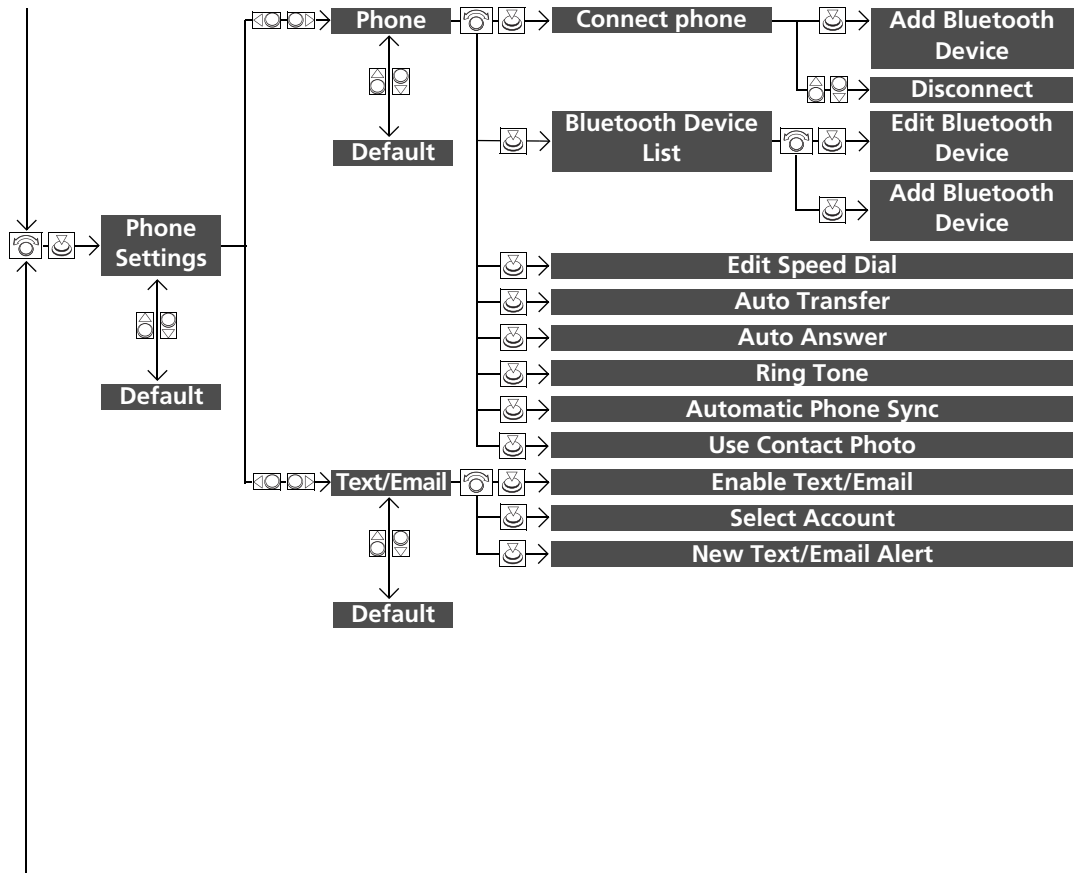 Phone
Connect phone
Add Bluetooth
Device
Disconnect
Default
Bluetooth Device
List
Edit Bluetooth
Device
Add Bluetooth
Device
Phone
Settings
Default
Edit Speed Dial
Auto Transfer
Auto Answer
Ring Tone
Automatic Phone Sync
Use Contact Photo
Text/Email
Enable Text/Email
Select Account
New Text/Email Alert
Default